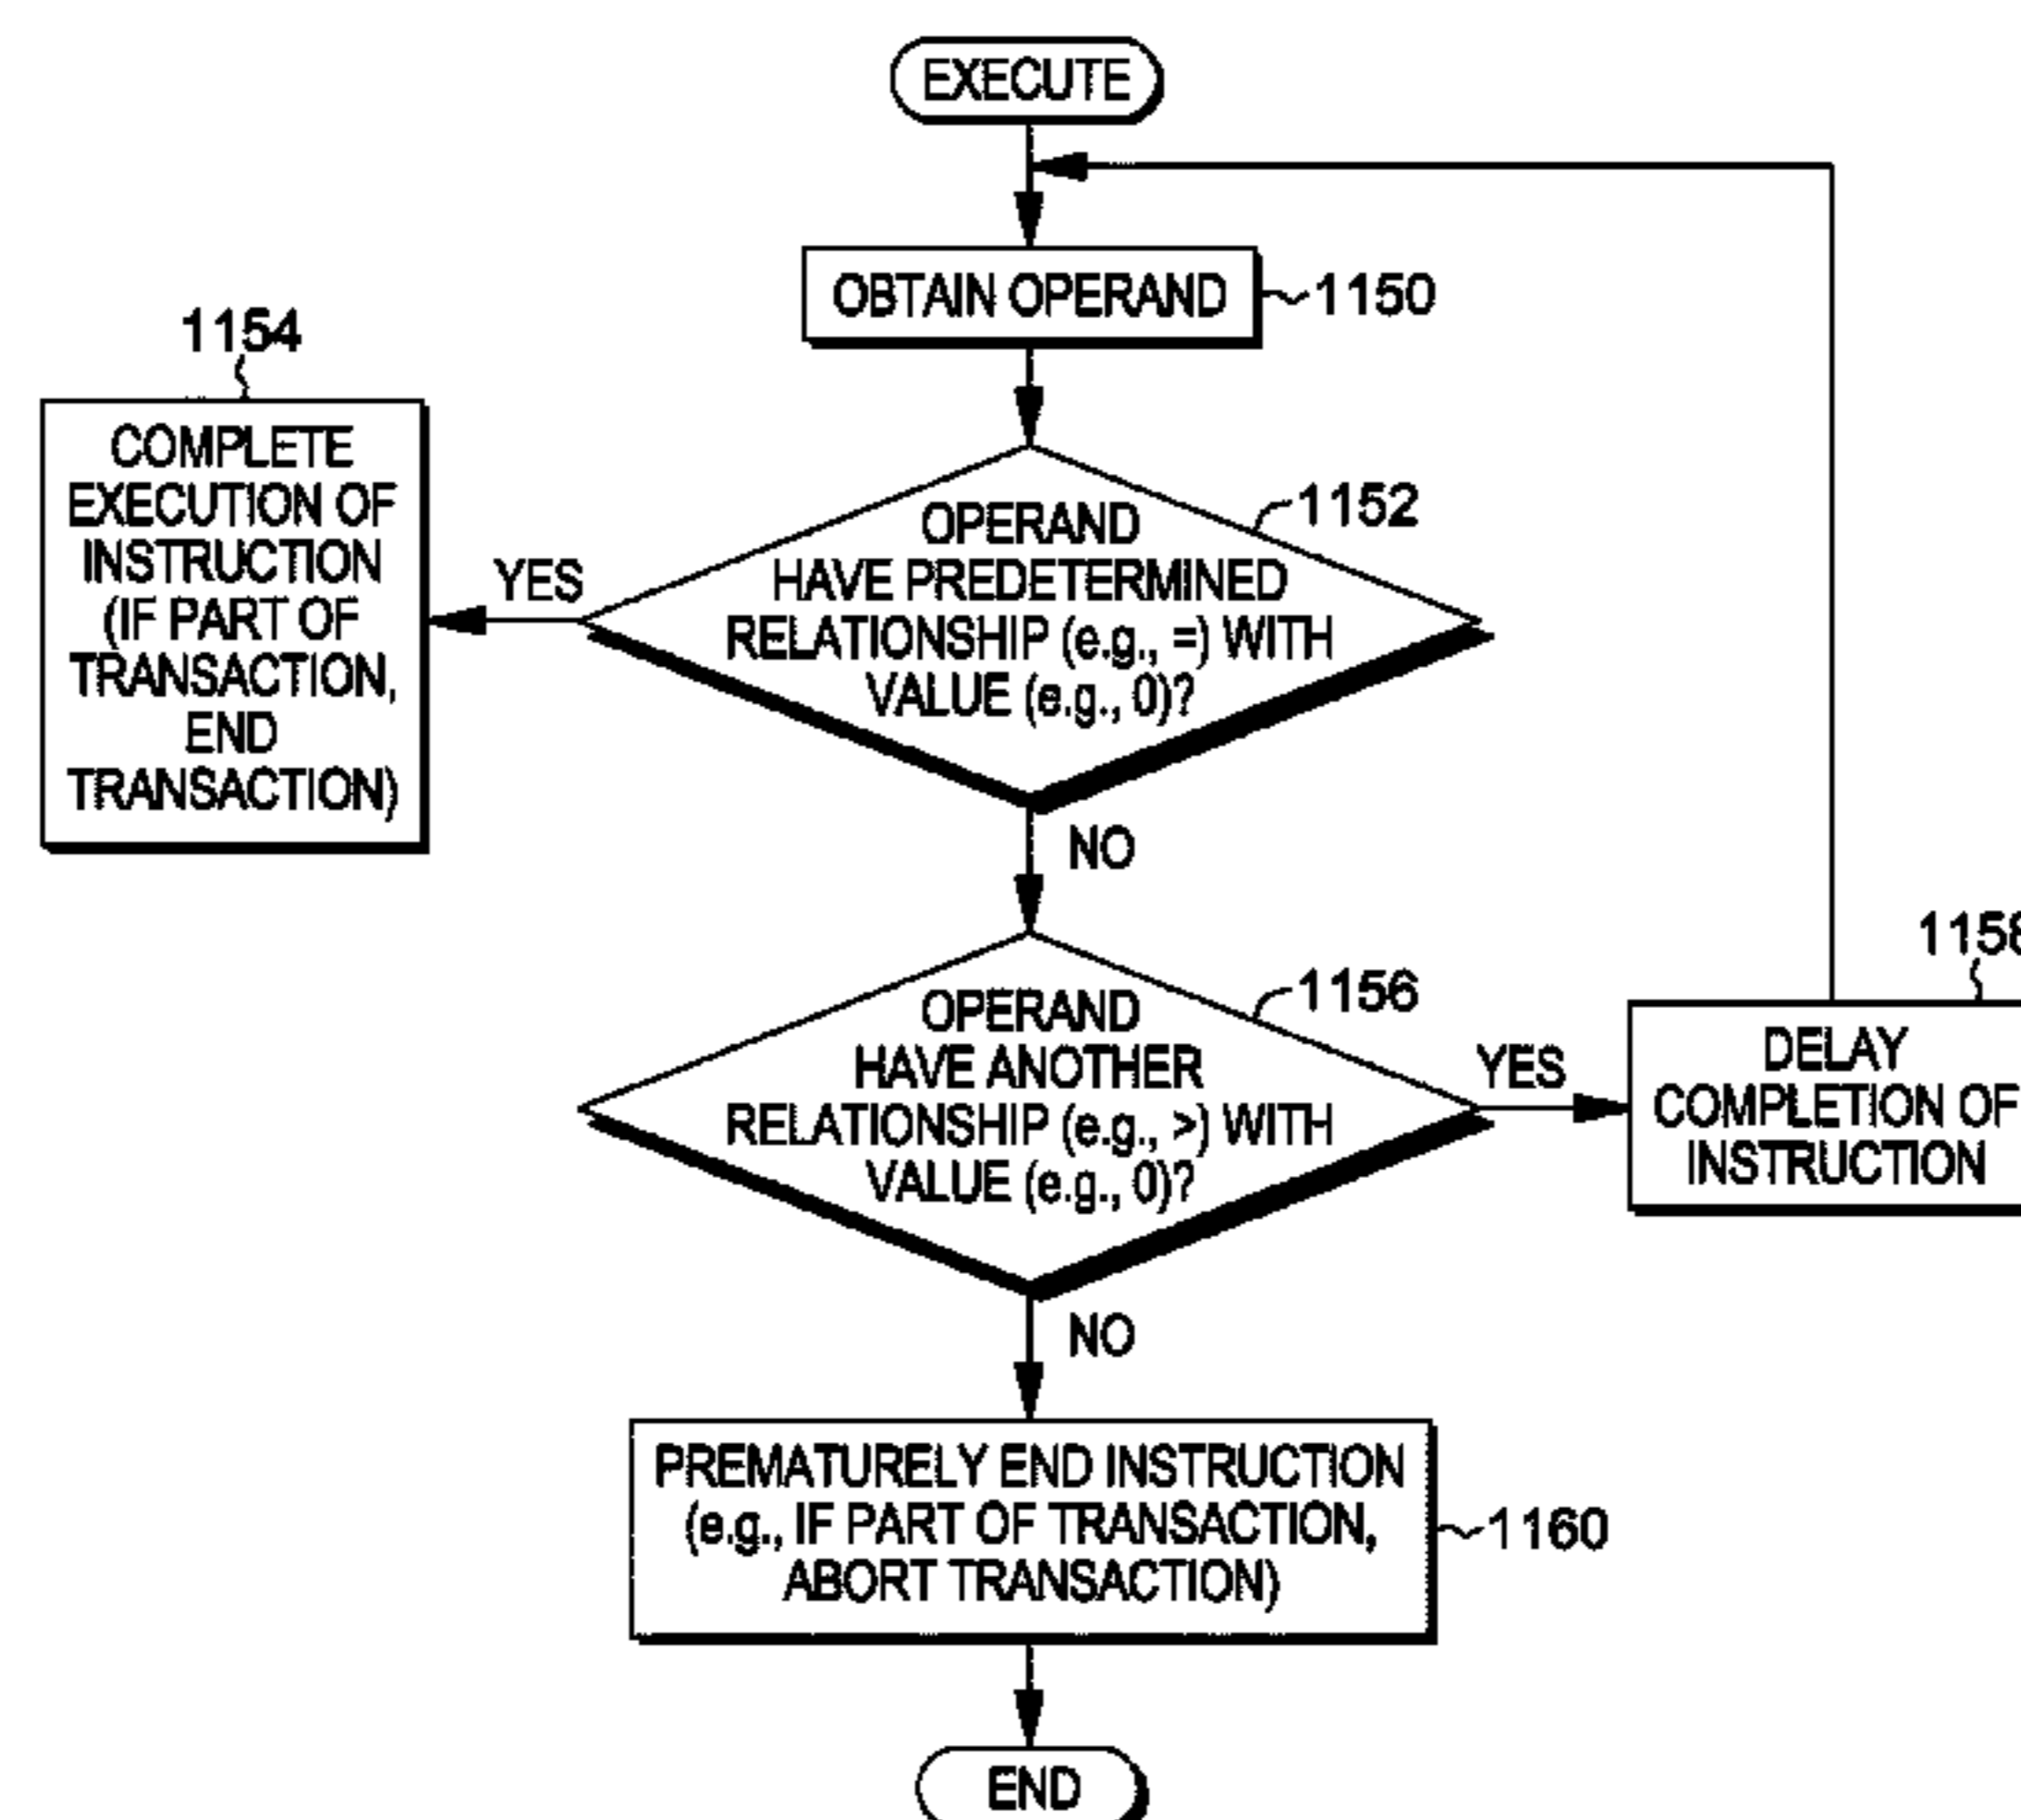 EXECUTE
OBTAIN OPERAND
1150
1154
COMPLETE
EXECUTION OF
INSTRUCTION
(IF PART OF
TRANSACTION,
END
TRANSACTION)
YES
OPERAND
HAVE PREDETERMINED
RELATIONSHIP (e.g., =) WITH
VALUE (e.g., 0)?
1152
NO
OPERAND
HAVE ANOTHER
RELATIONSHIP (e.g., >) WITH
VALUE (e.g., 0)?
1156
YES
1158
DELAY
COMPLETION OF
INSTRUCTION
NO
PREMATURELY END INSTRUCTION
(e.g., IF PART OF TRANSACTION,
ABORT TRANSACTION)
1160
END